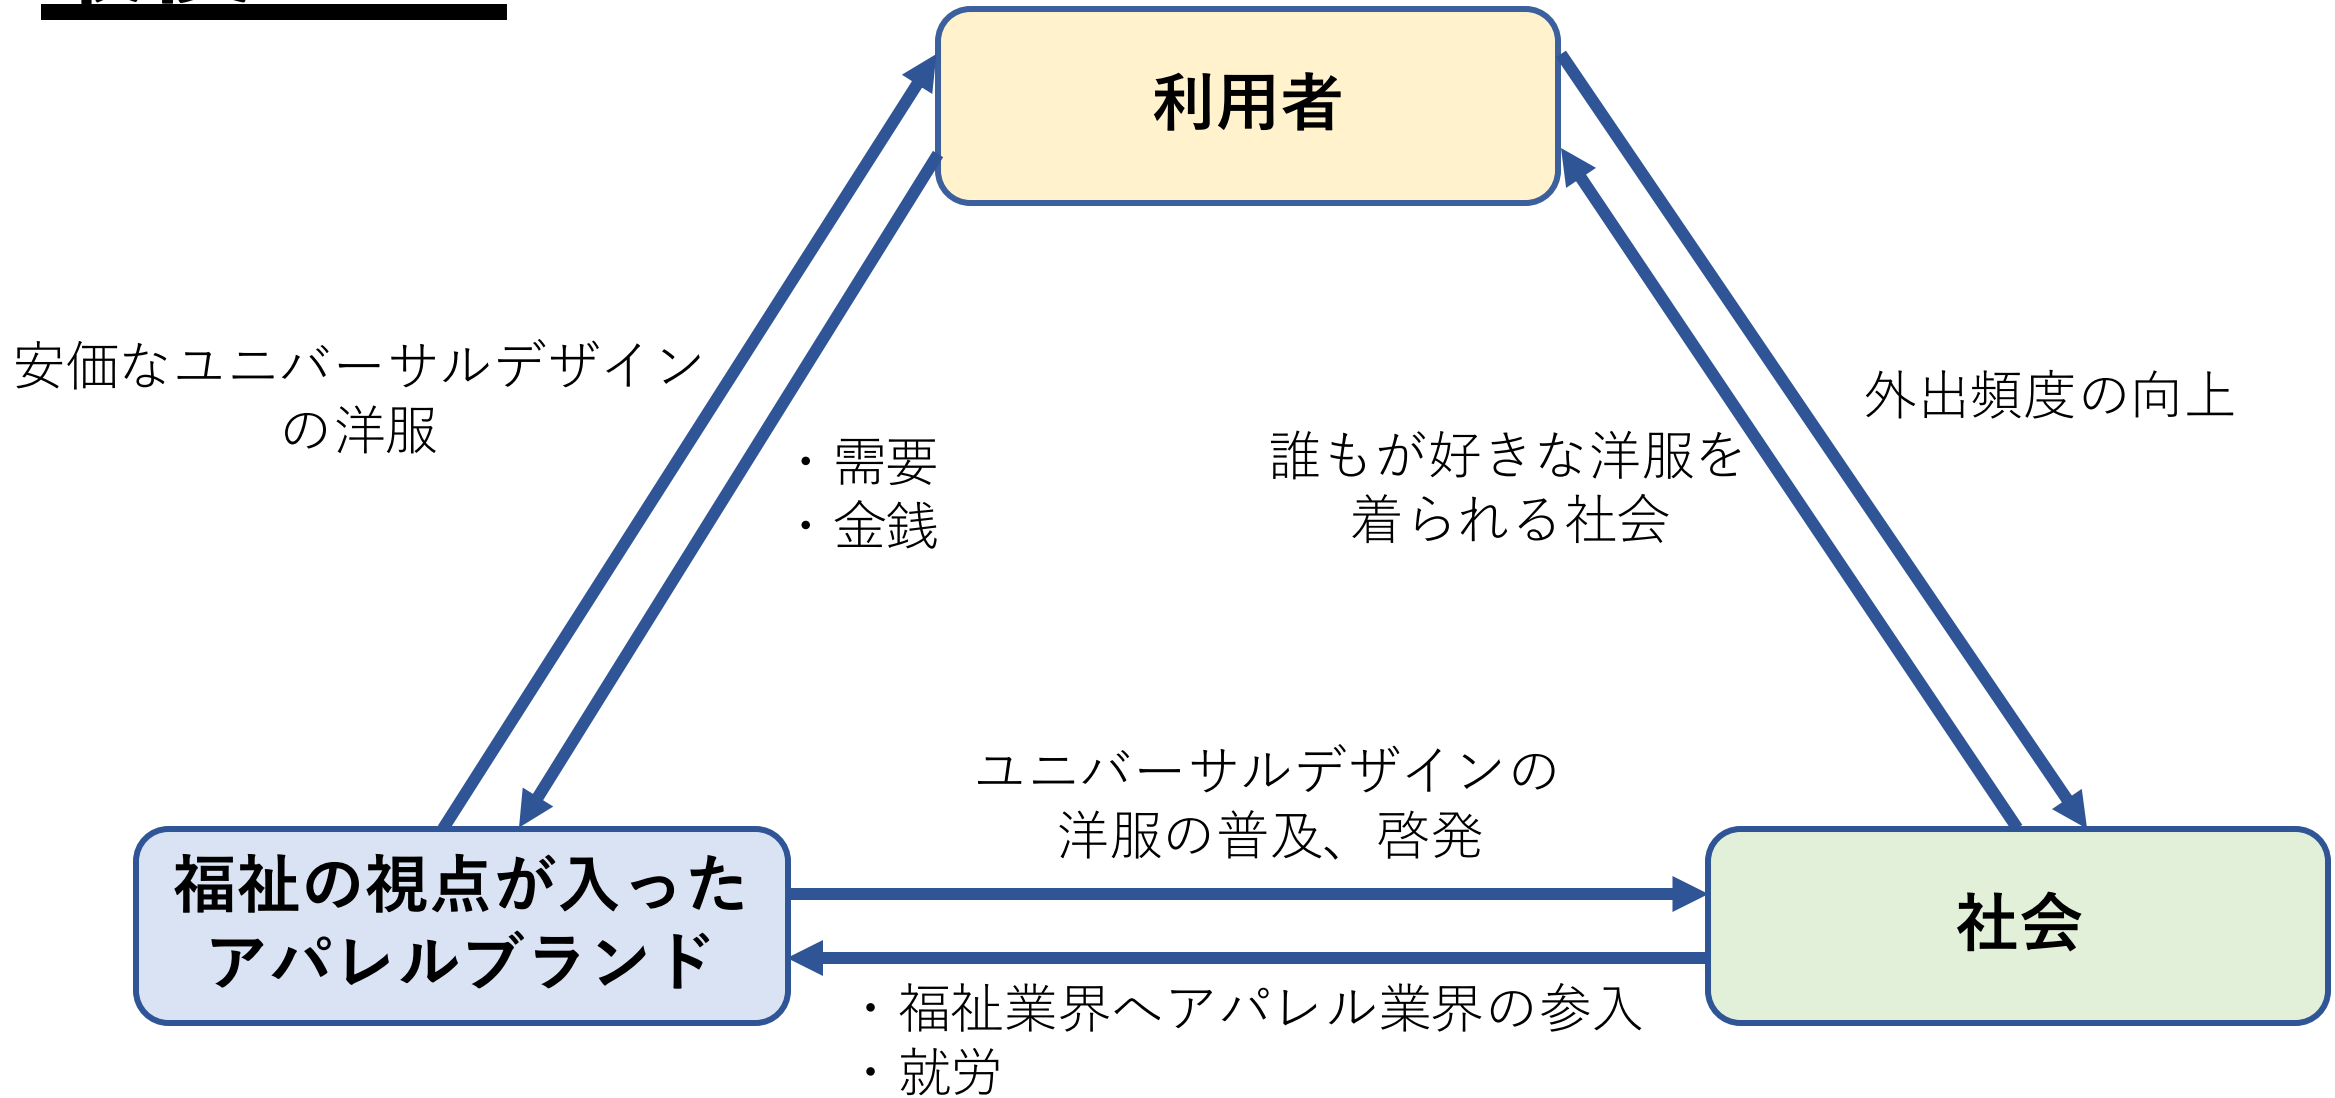 利用者
安価なユニバーサルデザイン
の洋服
・需要
・金銭
誰もが好きな洋服を
着られる社会
外出頻度の向上
ユニバーサルデザインの
洋服の普及、啓発
福祉の視点が入った
アパレルブランド
社会
・福祉業界へアパレル業界の参入
・就労